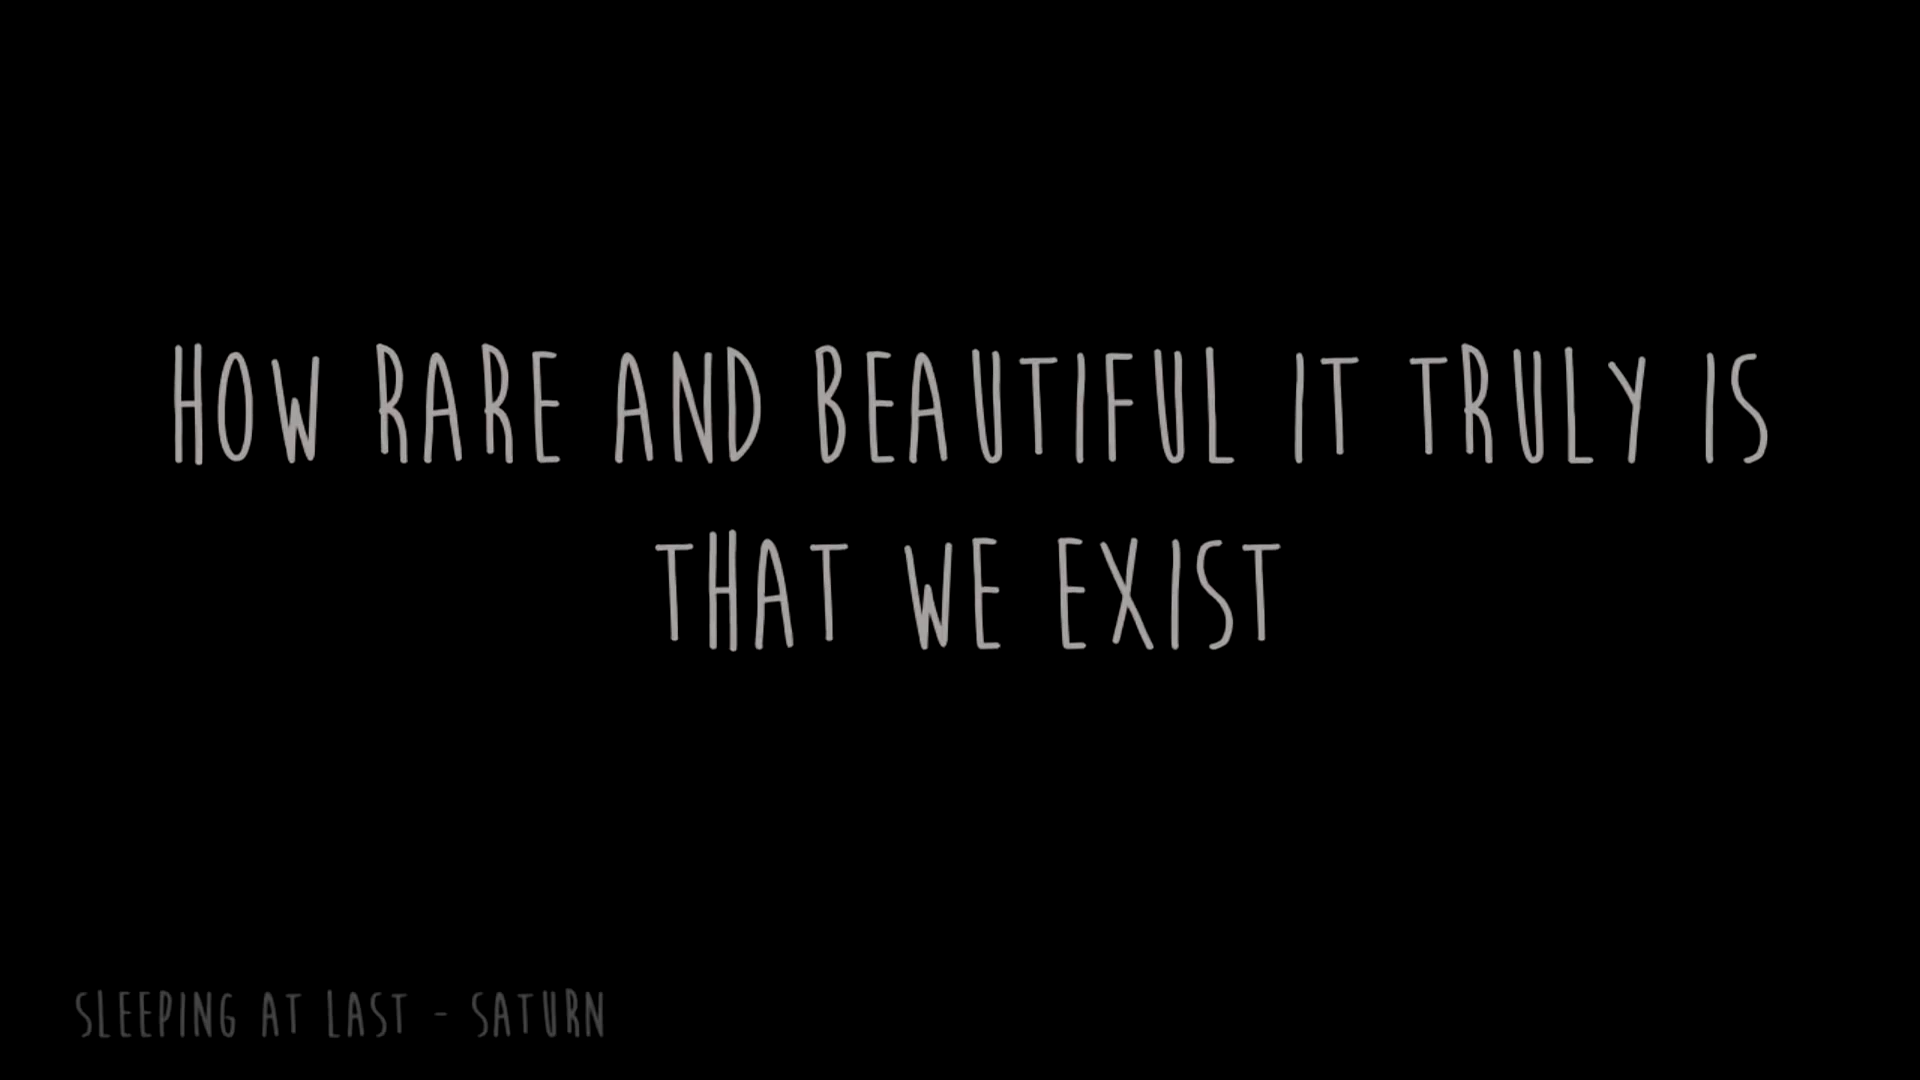 HOW RARE AND BEAUTIFUL IT TRULY IS
THAT WE EXIST
SLEEPING AT LAST - SATURN